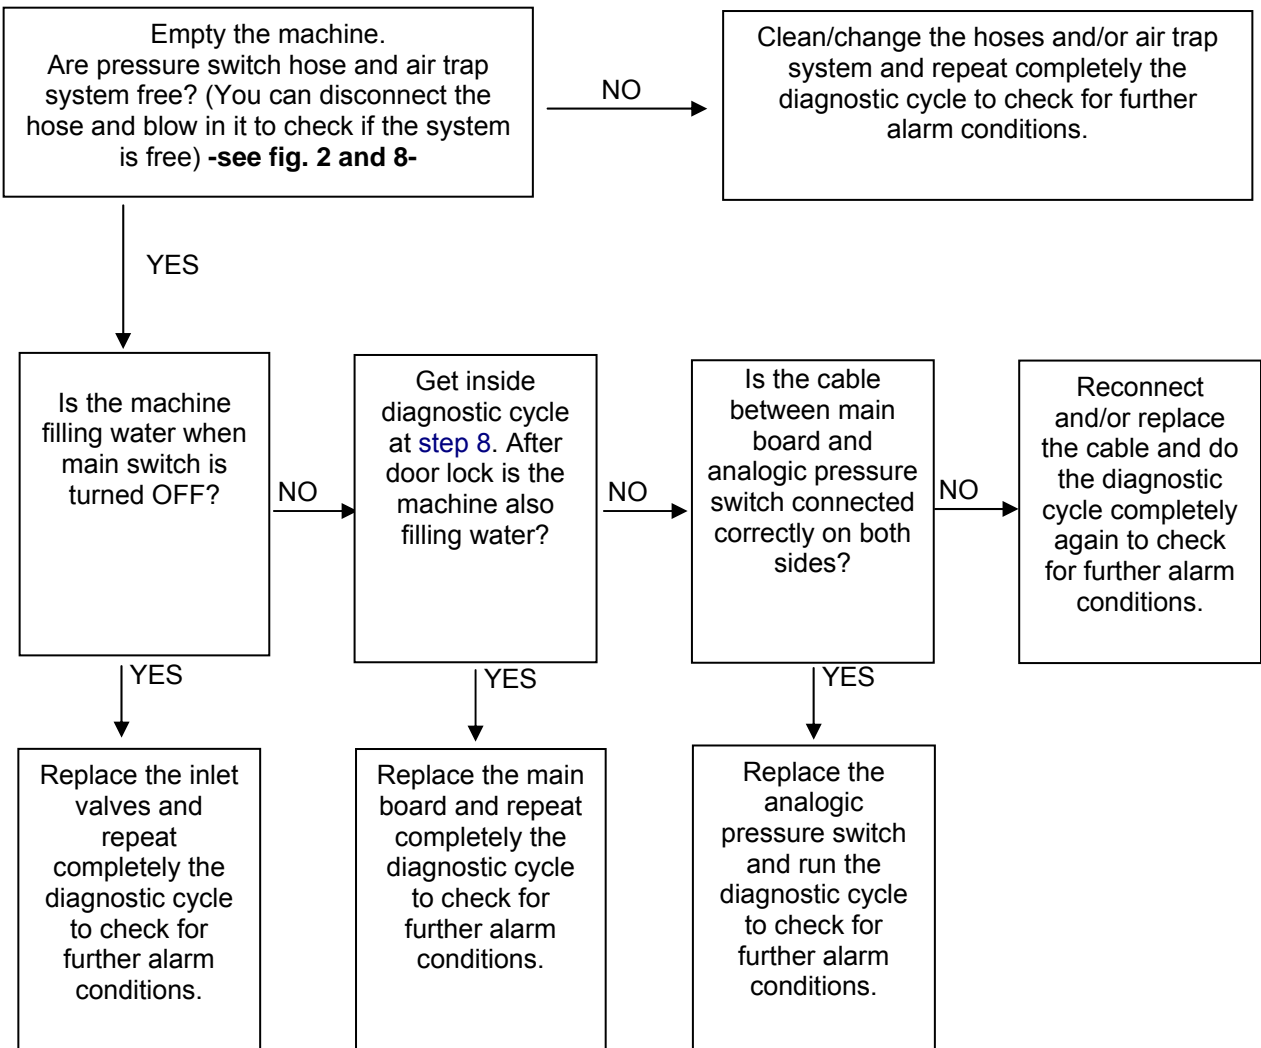 Empty the machine.
Are pressure switch hose and air trap
system free? (You can disconnect the
hose and blow in it to check if the system
is free) -see fig. 2 and 8-
NO
Clean/change the hoses and/or air trap
system and repeat completely the
diagnostic cycle to check for further
alarm conditions.
YES
Is the machine
filling water when
main switch is
turned OFF?
NO
Get inside
diagnostic cycle
at step 8. After
door lock is the
machine also
filling water?
NO
Is the cable
between main
board and
analogic pressure
switch connected
correctly on both
sides?
NO
Reconnect
and/or replace
the cable and do
the diagnostic
cycle completely
again to check
for further alarm
conditions.
YES
YES
YES
Replace the inlet
valves and
repeat
completely the
diagnostic cycle
to check for
further alarm
conditions.
Replace the main
board and repeat
completely the
diagnostic cycle
to check for
further alarm
conditions.
Replace the
analogic
pressure switch
and run the
diagnostic cycle
to check for
further alarm
conditions.